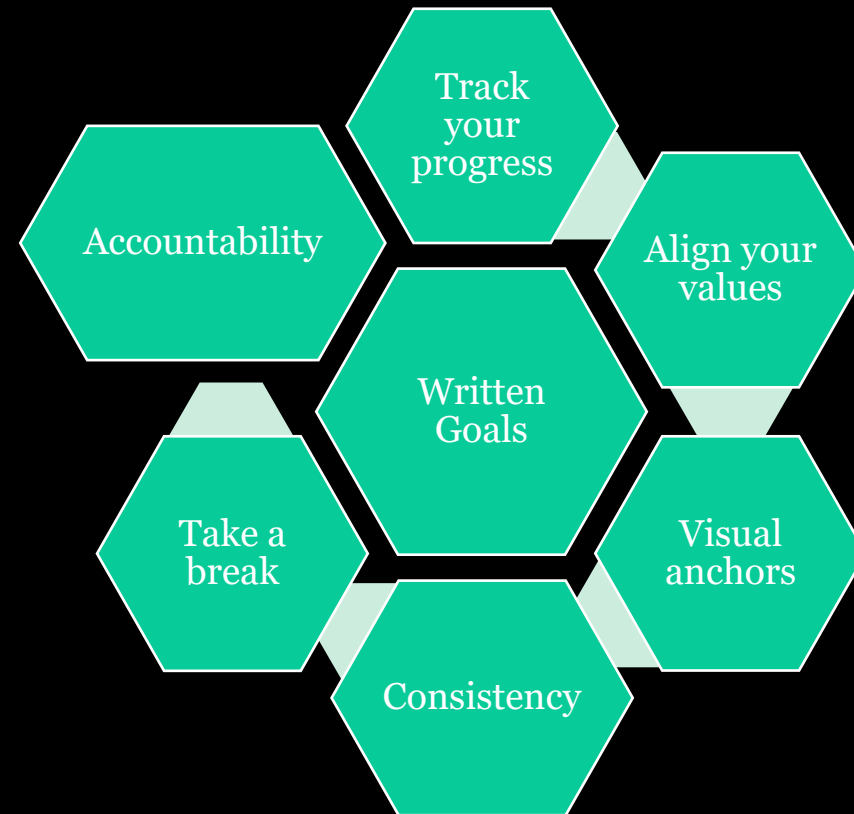 Track
your
progress
Accountability
Align your
values
Written
Goals
Take a
break
Visual
anchors
Consistency